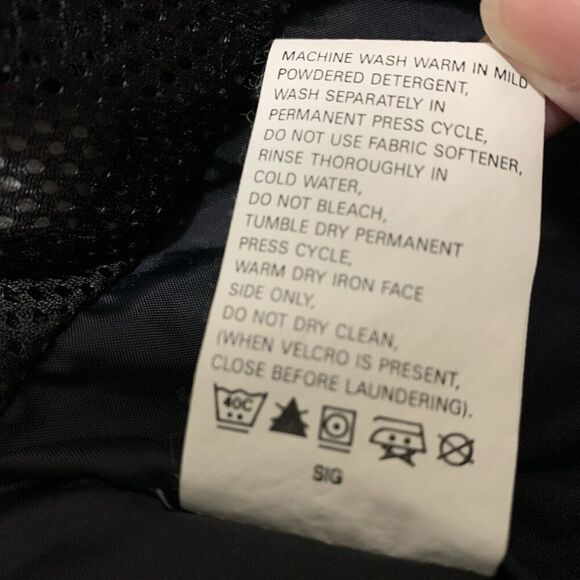 MACHINE WASH WARM IN MILD
POWDERED DETERGENT,
WASH SEPARATELY IN
PERMANENT PRESS CYCLE,
DO NOT USE FABRIC SOFTENER,
RINSE THOROUGHLY IN
COLD WATER,
DO NOT BLEACH,
TUMBLE DRY PERMANENT
PRESS CYCLE,
WARM DRY IRON FACE
SIDE ONLY,
DO NOT DRY CLEAN,
(WHEN VELCRO IS PRESENT,
CLOSE BEFORE LAUNDERING).
40C
SIG